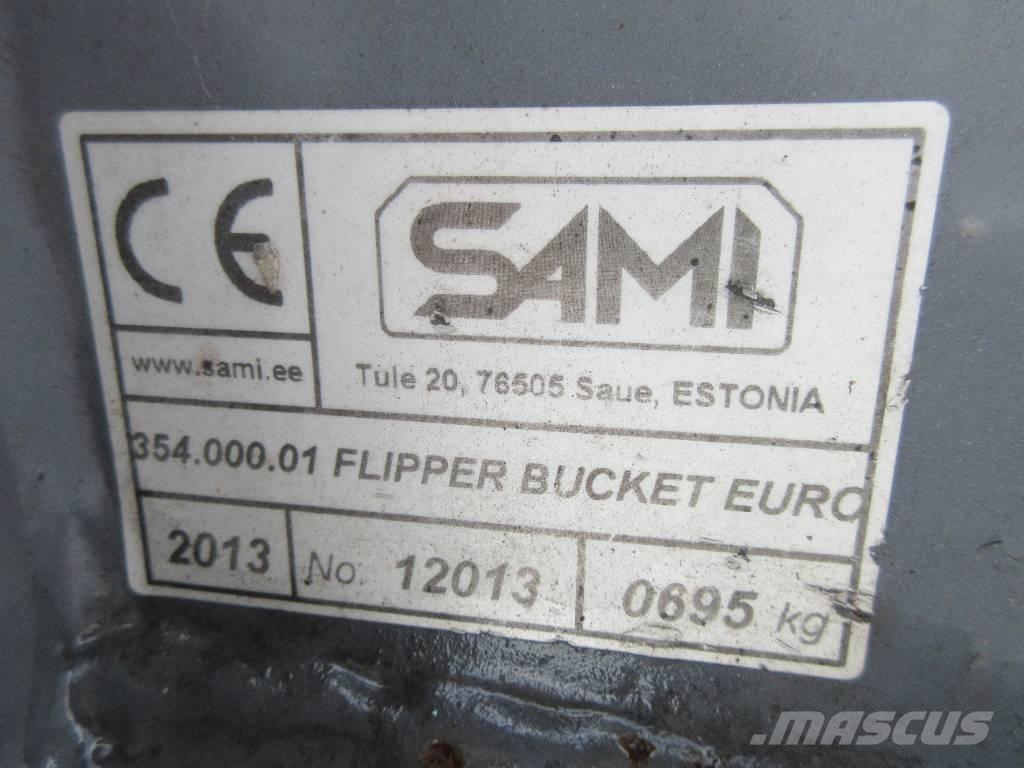 CE
SAMI
www.sami.ee
Tule 20, 76505 Saue, ESTONIA
354.000.01 FLIPPER BUCKET EURO
2013 No. 12013 0695 kg
MASCUS